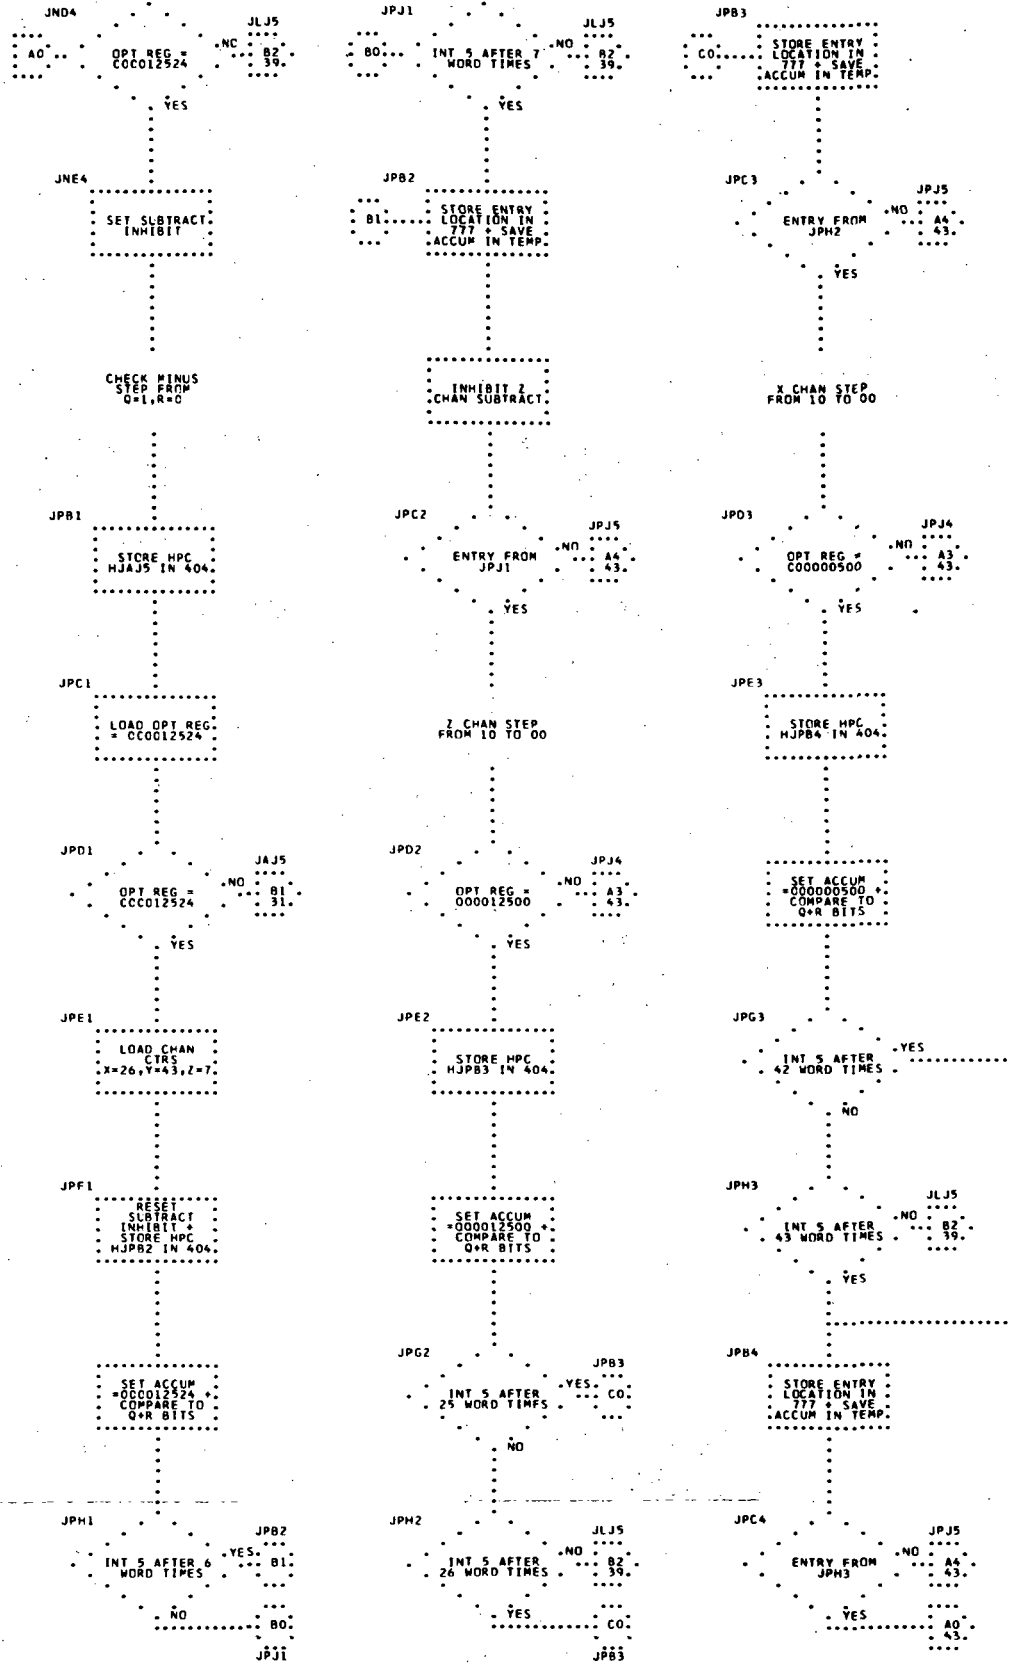 JND4
A0
OPT REG =
C0C012524
NC
JLJ5
B2
39
YES
JNE4
SET SUBTRACT
INHIBIT
CHECK MINUS
STEP FROM
Q=1,R=0
JPB1
STORE HPC
HJAJ5 IN 404
JPC1
LOAD OPT REG
= 0C0012524
JPD1
OPT REG =
CCC012524
NO
JAJ5
B1
31
YES
JPE1
LOAD CHAN
CTRS
X=26,Y=43,Z=7
JPF1
RESET
SUBTRACT
INHIBIT +
STORE HPC
HJPB2 IN 404
SET ACCUM
=0CC012524 +
COMPARE TO
Q+R BITS
JPH1
INT 5 AFTER 6
WORD TIMES
YES
JPB2
B1
NO
B0
JPJ1
JPJ1
B0
INT 5 AFTER 7
WORD TIMES
NO
JLJ5
B2
39
YES
JPB2
B1
STORE ENTRY
LOCATION IN
777 + SAVE
ACCUM IN TEMP
INHIBIT Z
CHAN SUBTRACT
JPC2
ENTRY FROM
JPJ1
NO
JPJ5
A4
43
YES
Z CHAN STEP
FROM 10 TO 00
JPD2
OPT REG =
000012500
NO
JPJ4
A3
43
YES
JPE2
STORE HPC
HJPB3 IN 404
SET ACCUM
=000012500 +
COMPARE TO
Q+R BITS
JPG2
INT 5 AFTER
25 WORD TIMES
YES
JPB3
C0
NO
JPH2
INT 5 AFTER
26 WORD TIMES
NO
JLJ5
B2
39
YES
C0
JPB3
JPB3
C0
STORE ENTRY
LOCATION IN
777 + SAVE
ACCUM IN TEMP
JPC3
ENTRY FROM
JPH2
NO
JPJ5
A4
43
YES
X CHAN STEP
FROM 10 TO 00
JPD3
OPT REG =
C00000500
NO
JPJ4
A3
43
YES
JPE3
STORE HPC
HJPB4 IN 404
SET ACCUM
=000000500 +
COMPARE TO
Q+R BITS
JPG3
INT 5 AFTER
42 WORD TIMES
YES
NO
JPH3
INT 5 AFTER
43 WORD TIMES
NO
JLJ5
B2
39
YES
JPB4
STORE ENTRY
LOCATION IN
777 + SAVE
ACCUM IN TEMP
JPC4
ENTRY FROM
JPH3
NO
JPJ5
A4
43
YES
A0
43
JPJ1